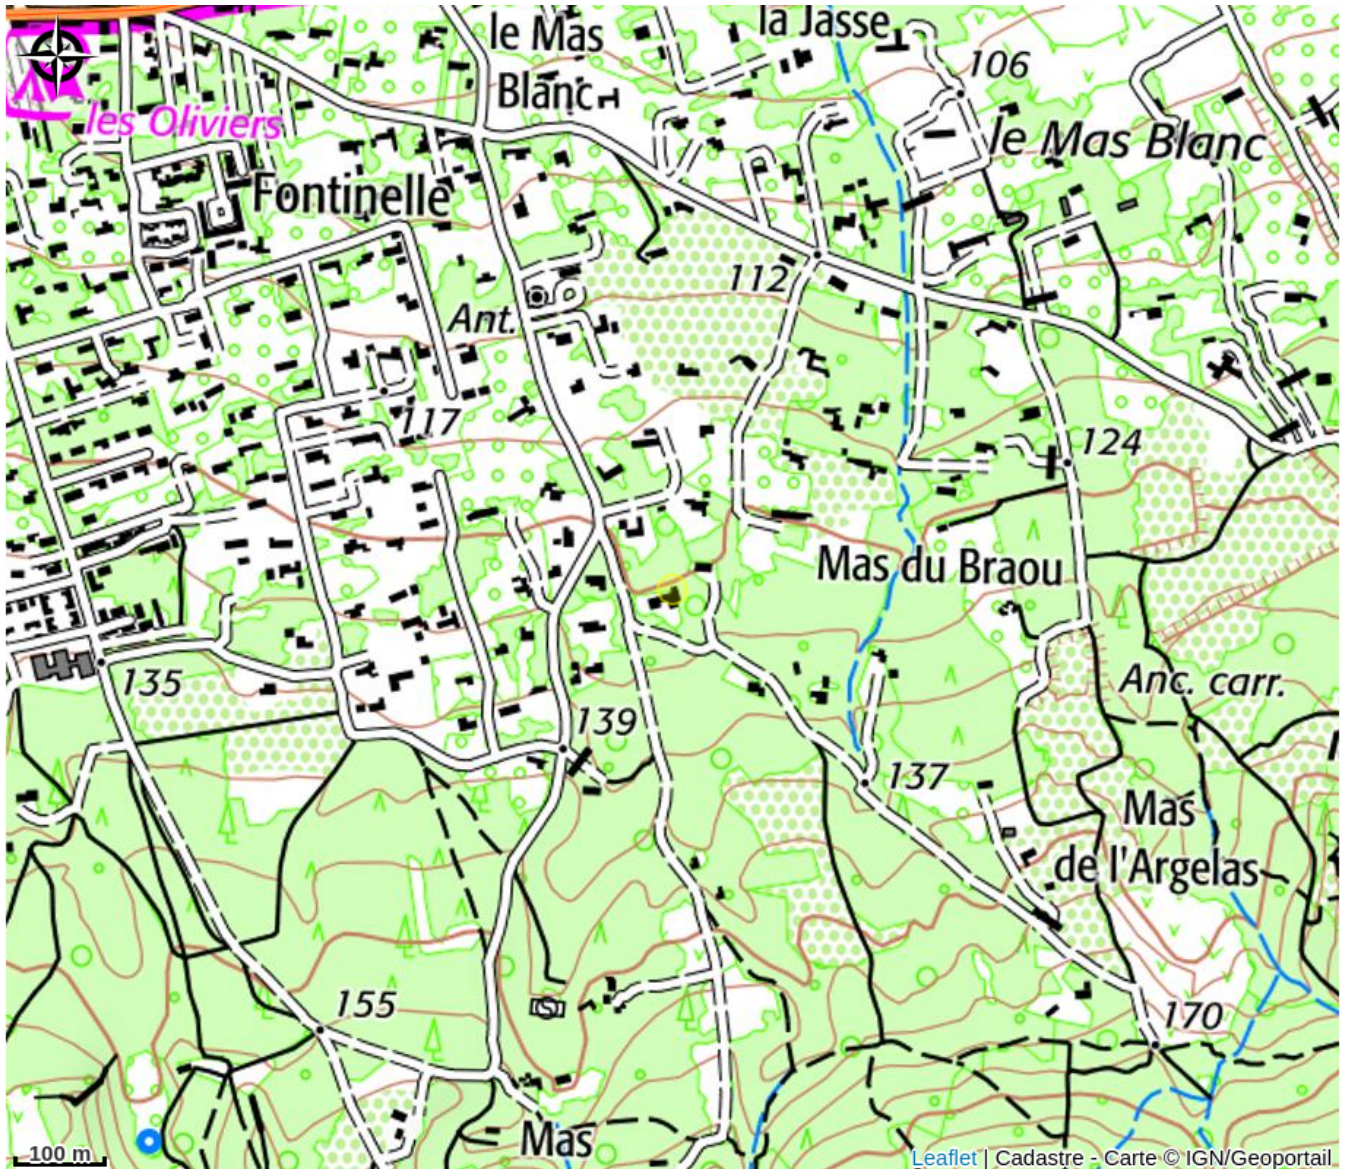 le Mas
Blanc
la Jasse
106
les Oliviers
le Mas Blanc
Fontinelle
112
Ant.
117
124
Mas du Braou
135
Anc. carr.
139
137
Mas
de l'Argelas
155
170
Mas
100 m
Leaflet | Cadastre - Carte © IGN/Geoportail